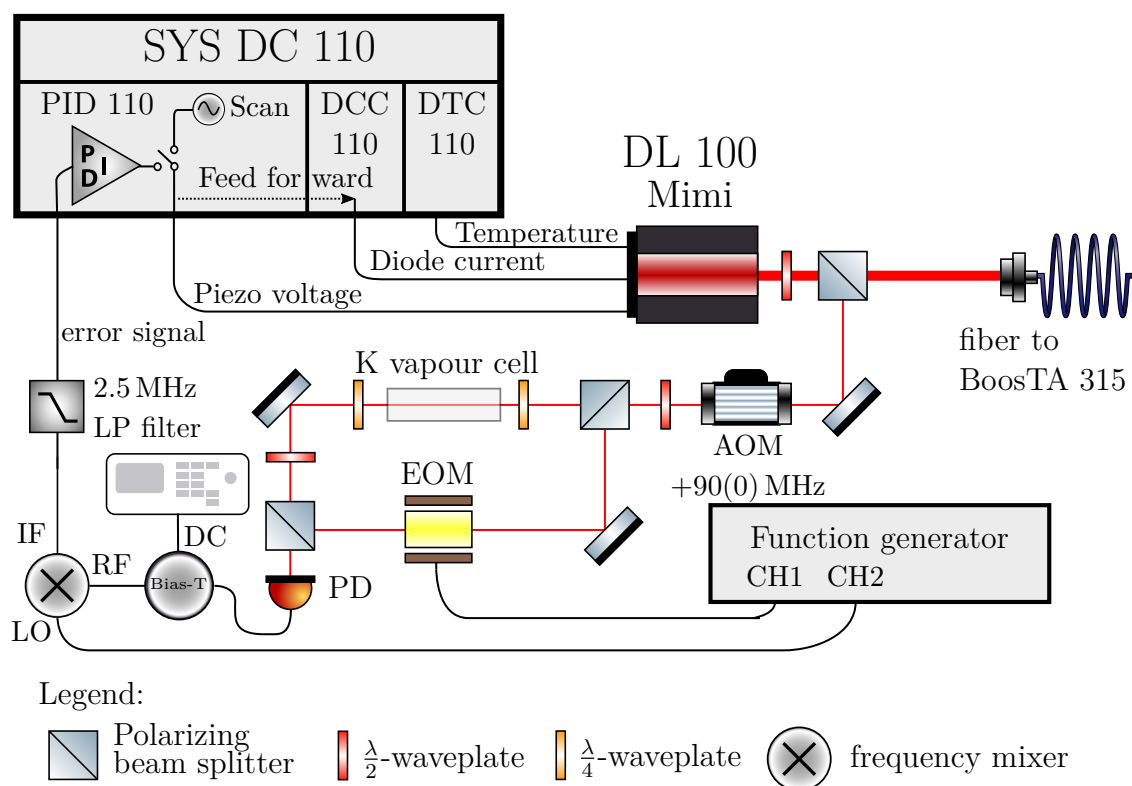 SYS DC 110
PID 110
Scan
DCC
110
DTC
110
P
I
D
Feed for ward
DL 100
Mimi
Temperature
Diode current
Piezo voltage
error signal
fiber to
BoosTA 315
K vapour cell
2.5 MHz
LP filter
AOM
+90(0) MHz
EOM
IF
DC
RF
Bias-T
PD
LO
Function generator
CH1 CH2
Legend:
Polarizing
beam splitter
λ/2-waveplate
λ/4-waveplate
frequency mixer